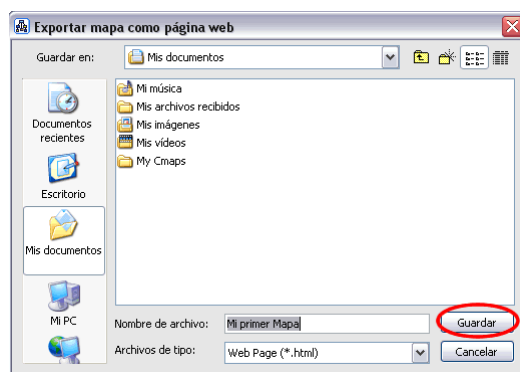 Exportar mapa como página web
Guardar en:
Mis documentos
Mi música
Mis archivos recibidos
Mis imágenes
Mis vídeos
My Cmaps
Documentos
recientes
Escritorio
Mis documentos
Mi PC
Nombre de archivo:
Mi primer Mapa
Guardar
Archivos de tipo:
Web Page (*.html)
Cancelar